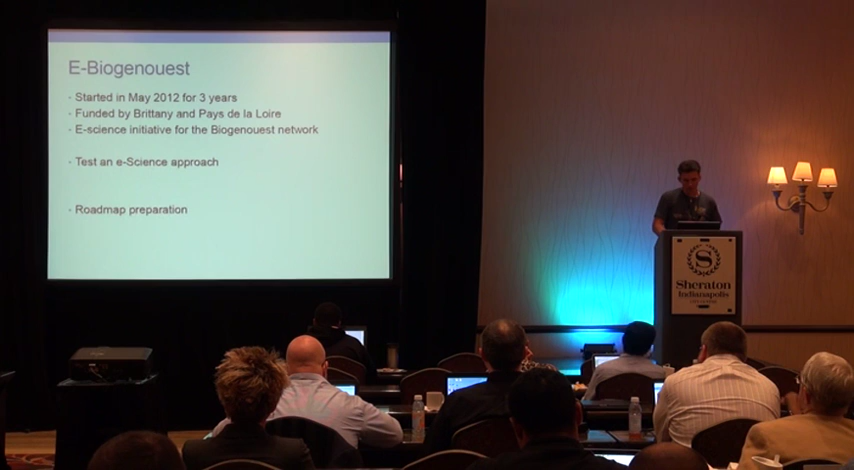 E-Biogenouest
- Started in May 2012 for 3 years
- Funded by Brittany and Pays de la Loire
- E-science initiative for the Biogenouest network
- Test an e-Science approach
- Roadmap preparation
S
Sheraton
Indianapolis